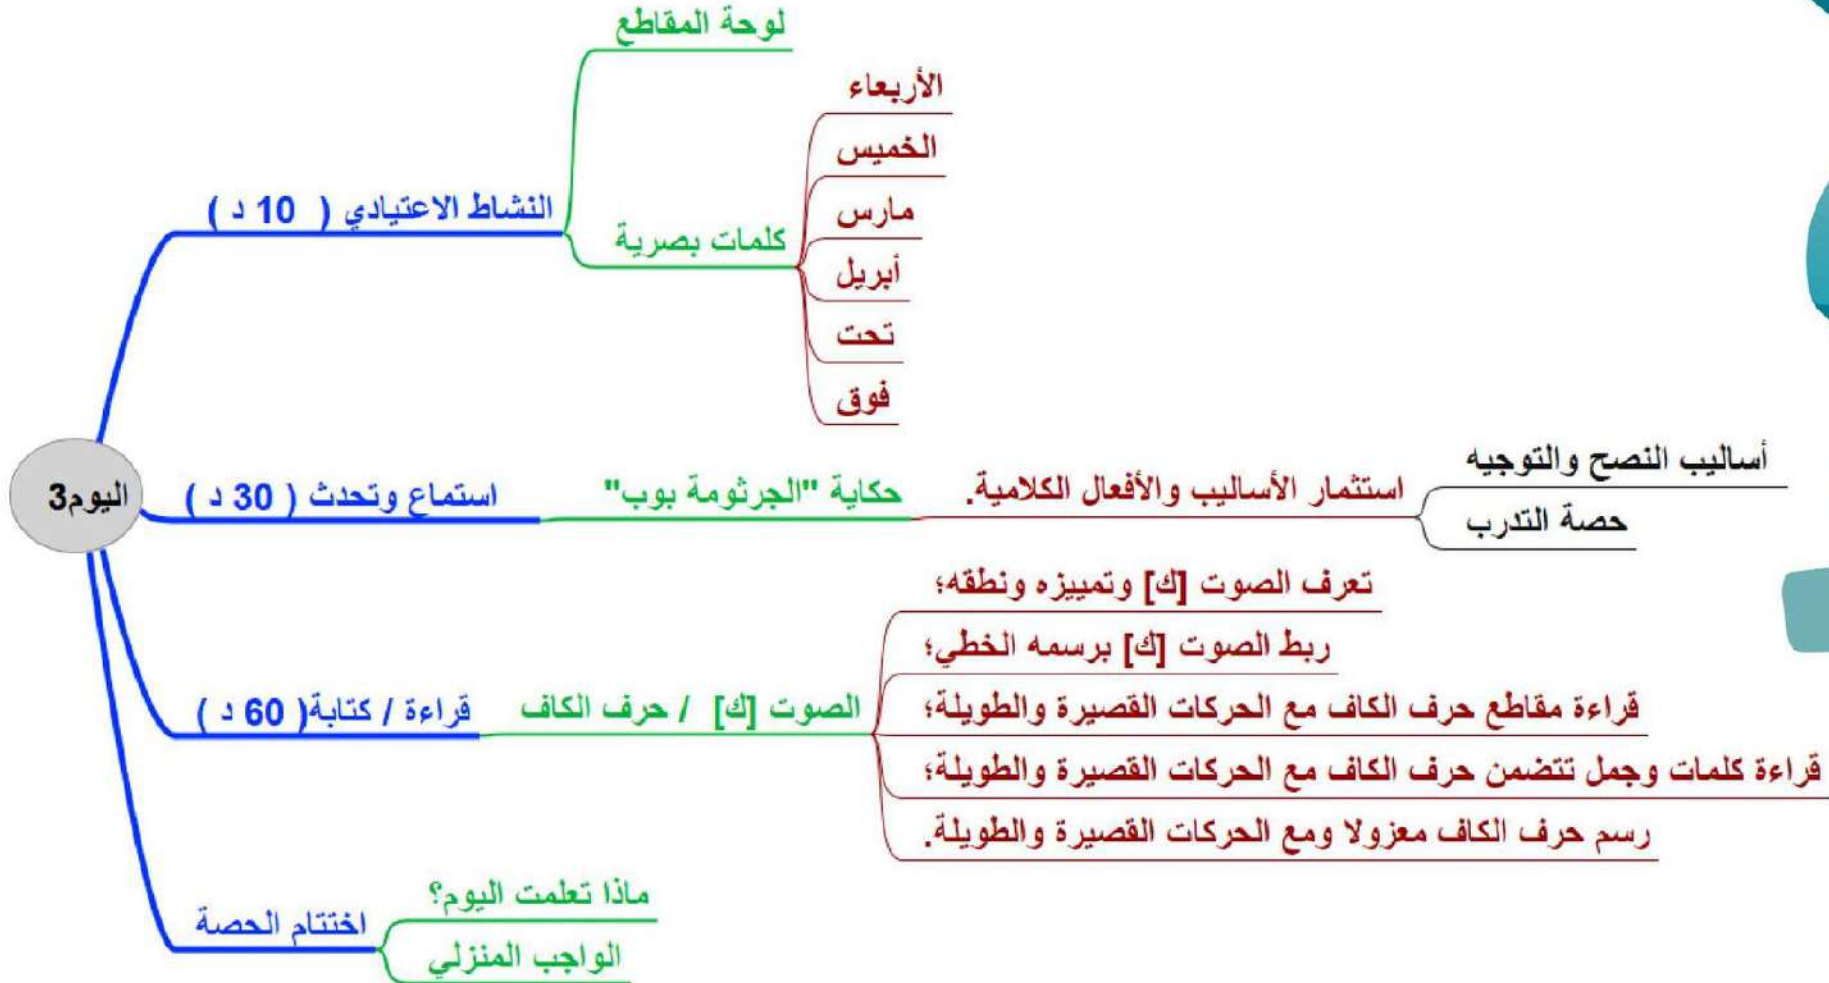 اليوم3
النشاط الاعتيادي ( 10 د )
لوحة المقاطع
كلمات بصرية
الأربعاء
الخميس
مارس
أبريل
تحت
فوق
استماع وتحدث ( 30 د )
حكاية "الجرثومة بوب"
استثمار الأساليب والأفعال الكلامية.
أساليب النصح والتوجيه
حصة التدرب
قراءة / كتابة( 60 د )
الصوت [ك] / حرف الكاف
تعرف الصوت [ك] وتمييزه ونطقه؛
ربط الصوت [ك] برسمه الخطي؛
قراءة مقاطع حرف الكاف مع الحركات القصيرة والطويلة؛
قراءة كلمات وجمل تتضمن حرف الكاف مع الحركات القصيرة والطويلة؛
رسم حرف الكاف معزولا ومع الحركات القصيرة والطويلة.
اختتام الحصة
ماذا تعلمت اليوم؟
الواجب المنزلي